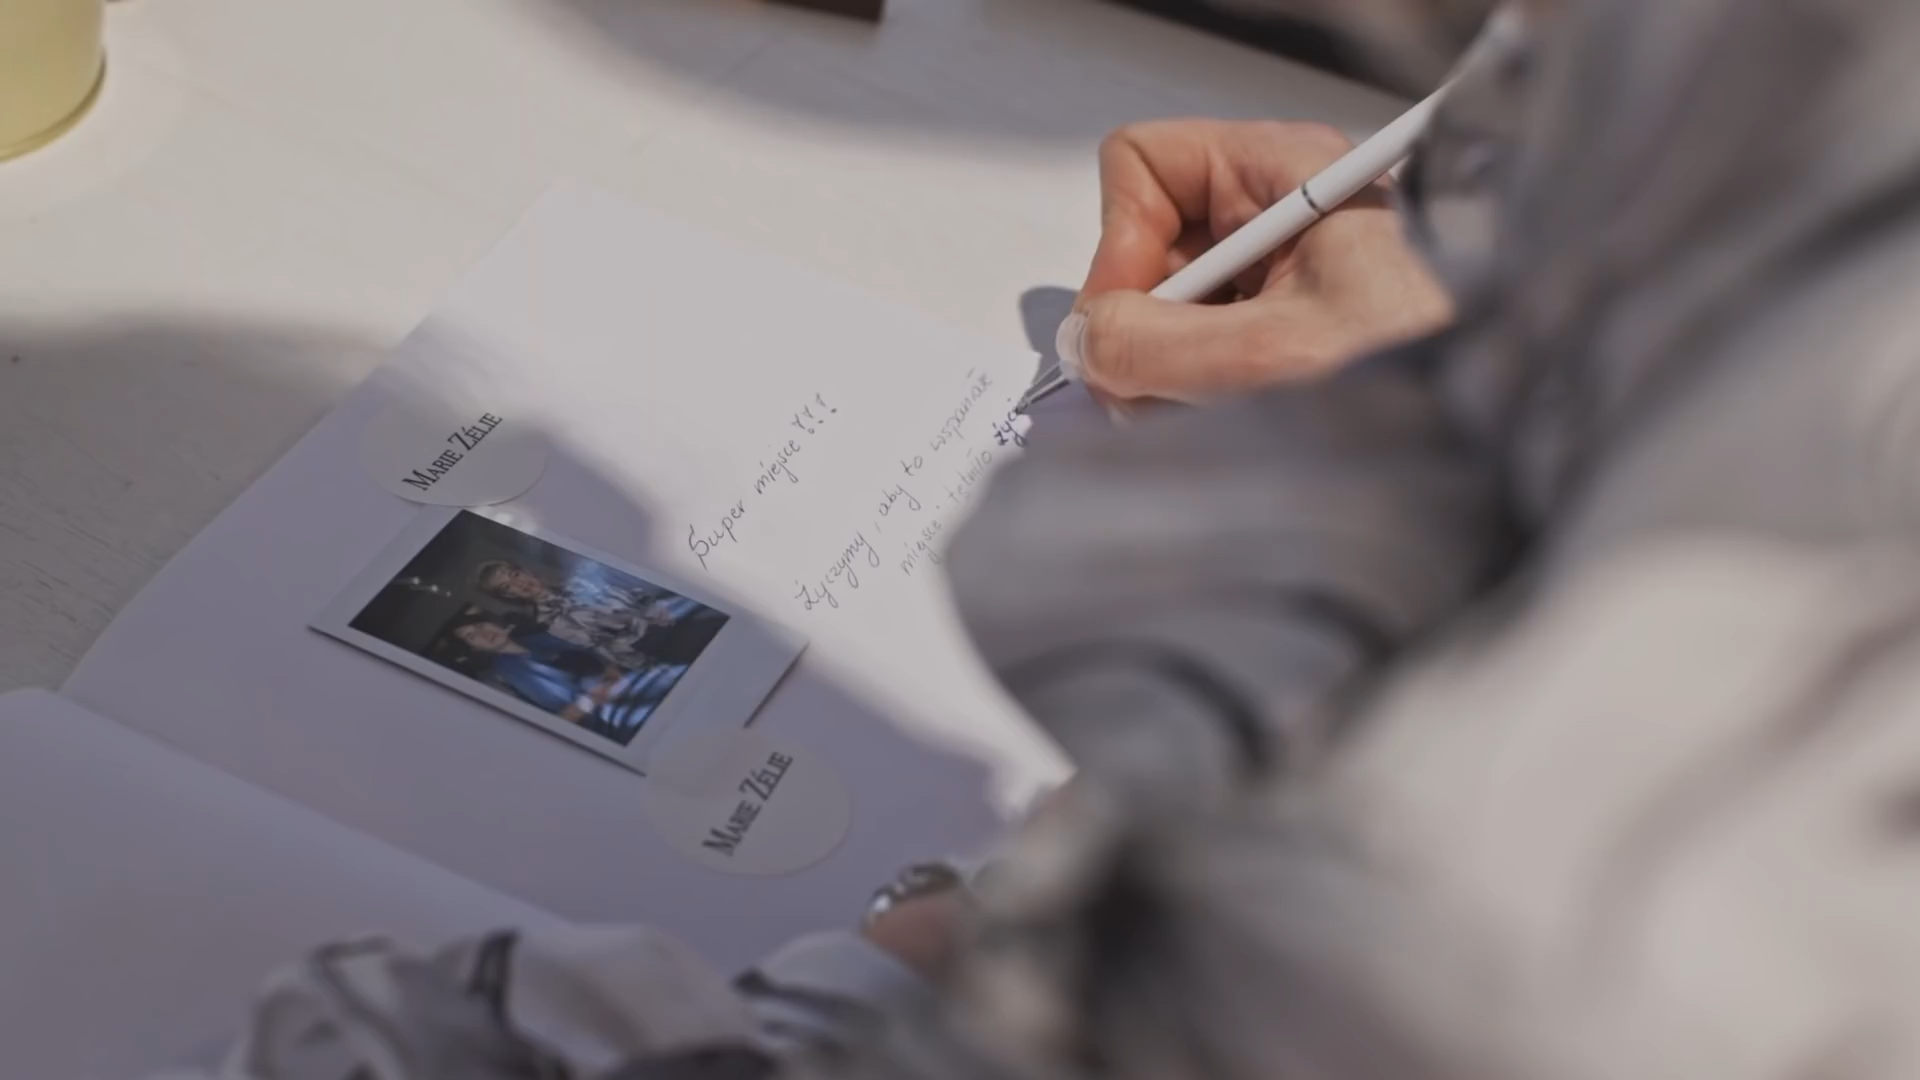 MARIE ZÉLIE
Super miejsce !!!
Życzymy, aby to wspaniałe
miejsce tętniło życie
MARIE ZÉLIE